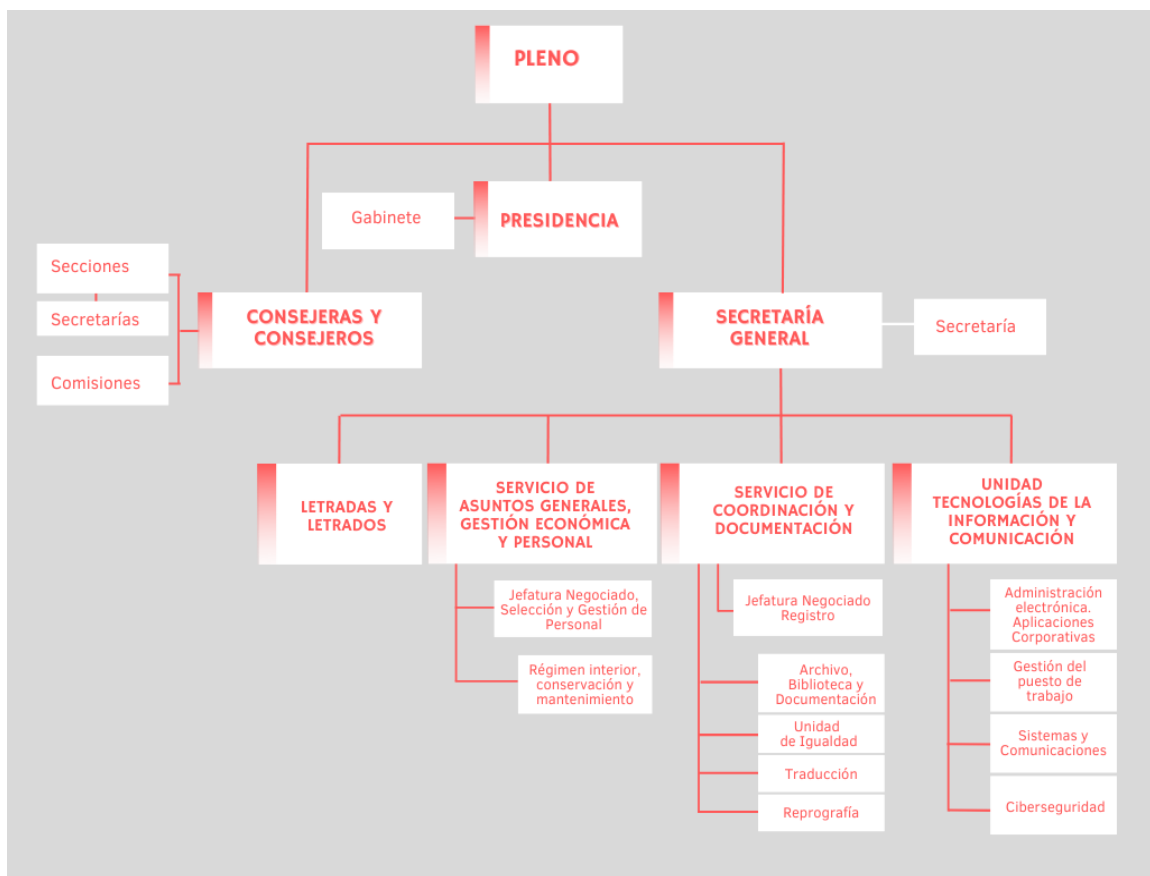 PLENO
Gabinete
PRESIDENCIA
Secciones
Secretarías
Comisiones
CONSEJERAS Y
CONSEJEROS
SECRETARÍA
GENERAL
Secretaría
LETRADAS Y
LETRADOS
SERVICIO DE
ASUNTOS GENERALES,
GESTIÓN ECONÓMICA
Y PERSONAL
SERVICIO DE
COORDINACIÓN Y
DOCUMENTACIÓN
UNIDAD
TECNOLOGÍAS DE LA
INFORMACIÓN Y
COMUNICACIÓN
Jefatura Negociado,
Selección y Gestión de
Personal
Régimen interior,
conservación y
mantenimiento
Jefatura Negociado
Registro
Archivo,
Biblioteca y
Documentación
Unidad
de Igualdad
Traducción
Reprografía
Administración
electrónica.
Aplicaciones
Corporativas
Gestión del
puesto de
trabajo
Sistemas y
Comunicaciones
Ciberseguridad